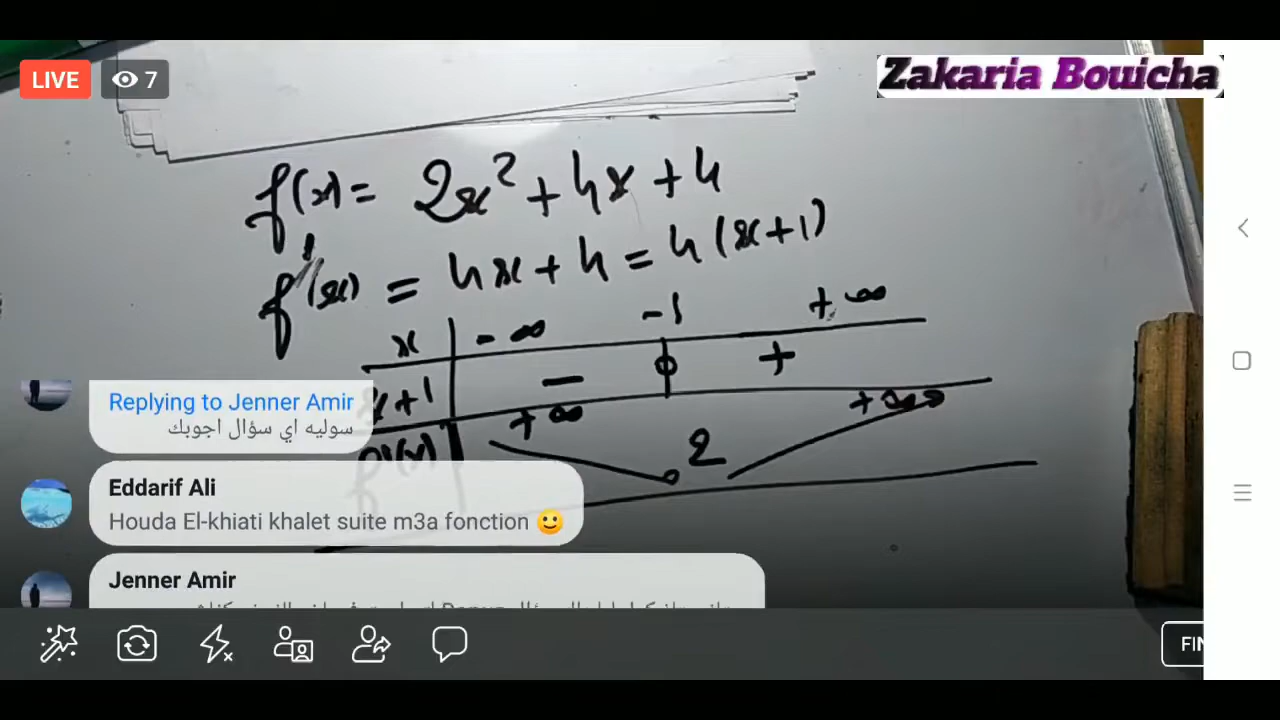 LIVE
7
Zakaria Bouicha
f(x) = 2x² + 4x + 4
f'(x) = 4x + 4 = 4(x+1)
x -∞ -1 +∞
x+1 - 0 +
+∞ 2 +∞
Replying to Jenner Amir
سوليه اي سؤال اجوبك
Eddarif Ali
Houda El-khiati khalet suite m3a fonction 🙂
Jenner Amir
FIN